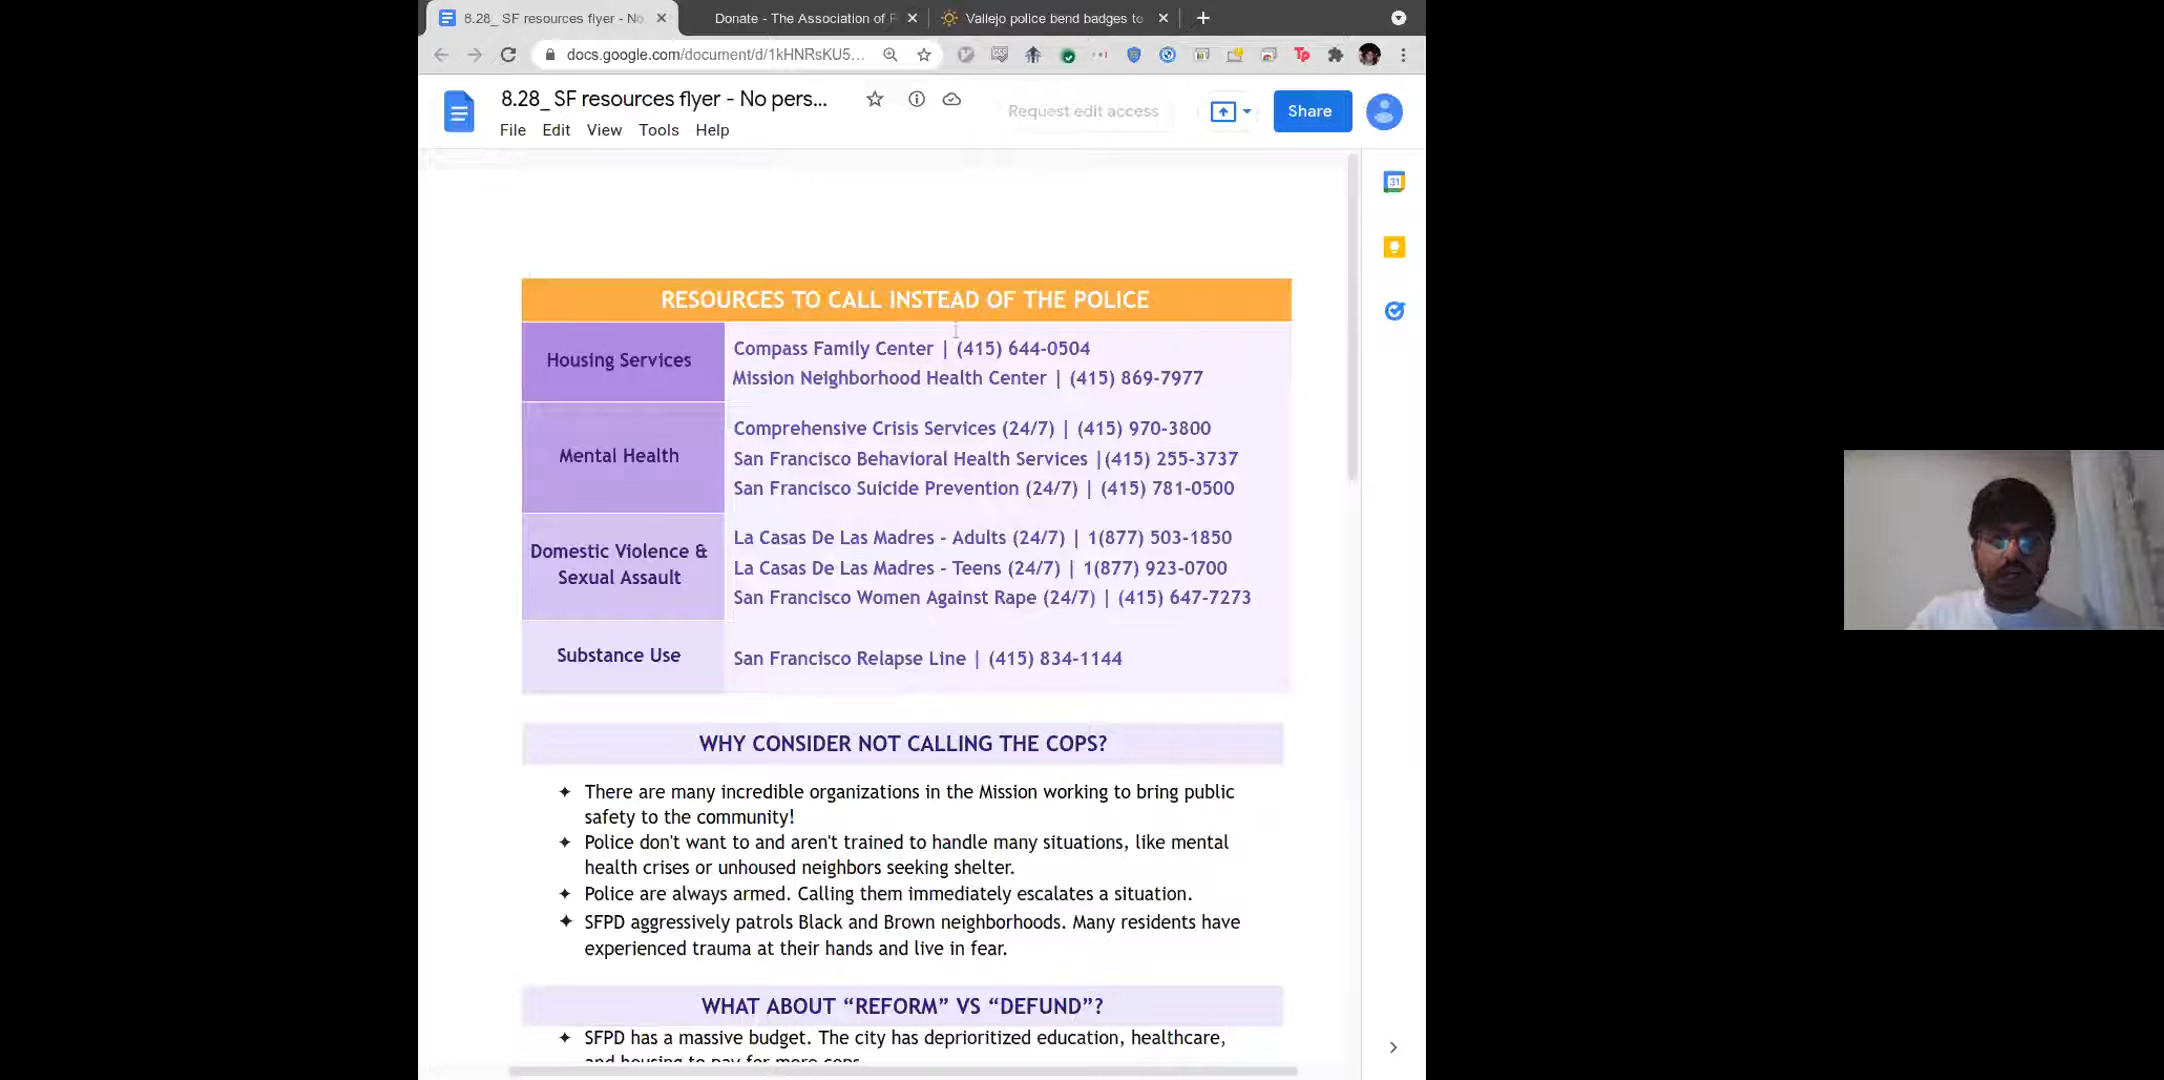 8.28_ SF resources flyer - No
Donate - The Association of
Vallejo police bend badges to
docs.google.com/document/d/1kHNRsKU5...
8.28_ SF resources flyer - No pers...
Request edit access
Share
File Edit View Tools Help
31
RESOURCES TO CALL INSTEAD OF THE POLICE
Housing Services
Compass Family Center | (415) 644-0504
Mission Neighborhood Health Center | (415) 869-7977
Mental Health
Comprehensive Crisis Services (24/7) | (415) 970-3800
San Francisco Behavioral Health Services |(415) 255-3737
San Francisco Suicide Prevention (24/7) | (415) 781-0500
Domestic Violence &
Sexual Assault
La Casas De Las Madres - Adults (24/7) | 1(877) 503-1850
La Casas De Las Madres - Teens (24/7) | 1(877) 923-0700
San Francisco Women Against Rape (24/7) | (415) 647-7273
Substance Use
San Francisco Relapse Line | (415) 834-1144
WHY CONSIDER NOT CALLING THE COPS?
✦ There are many incredible organizations in the Mission working to bring public
safety to the community!
✦ Police don't want to and aren't trained to handle many situations, like mental
health crises or unhoused neighbors seeking shelter.
✦ Police are always armed. Calling them immediately escalates a situation.
✦ SFPD aggressively patrols Black and Brown neighborhoods. Many residents have
experienced trauma at their hands and live in fear.
WHAT ABOUT “REFORM” VS “DEFUND”?
✦ SFPD has a massive budget. The city has deprioritized education, healthcare,
and housing to pay for more cops